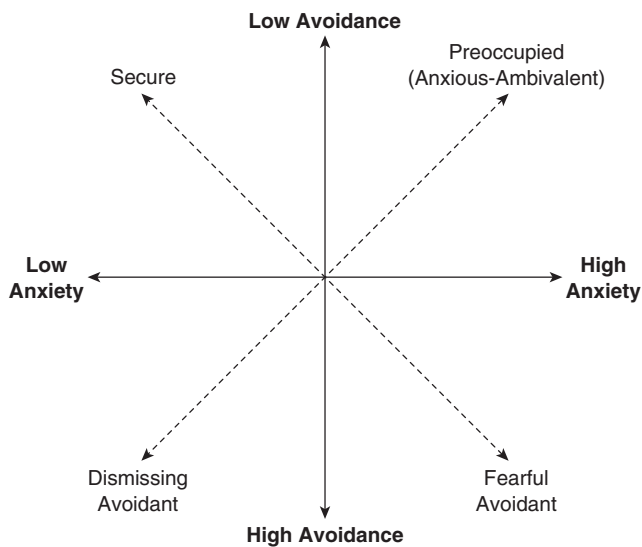 Low Avoidance
Secure
Preoccupied
(Anxious-Ambivalent)
Low
Anxiety
High
Anxiety
Dismissing
Avoidant
Fearful
Avoidant
High Avoidance